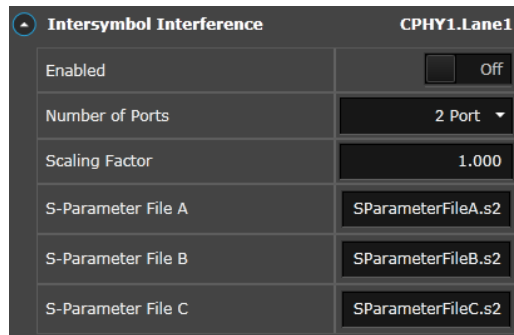 Intersymbol Interference CPHY1.Lane1
Enabled Off
Number of Ports 2 Port
Scaling Factor 1.000
S-Parameter File A SParameterFileA.s2
S-Parameter File B SParameterFileB.s2
S-Parameter File C SParameterFileC.s2